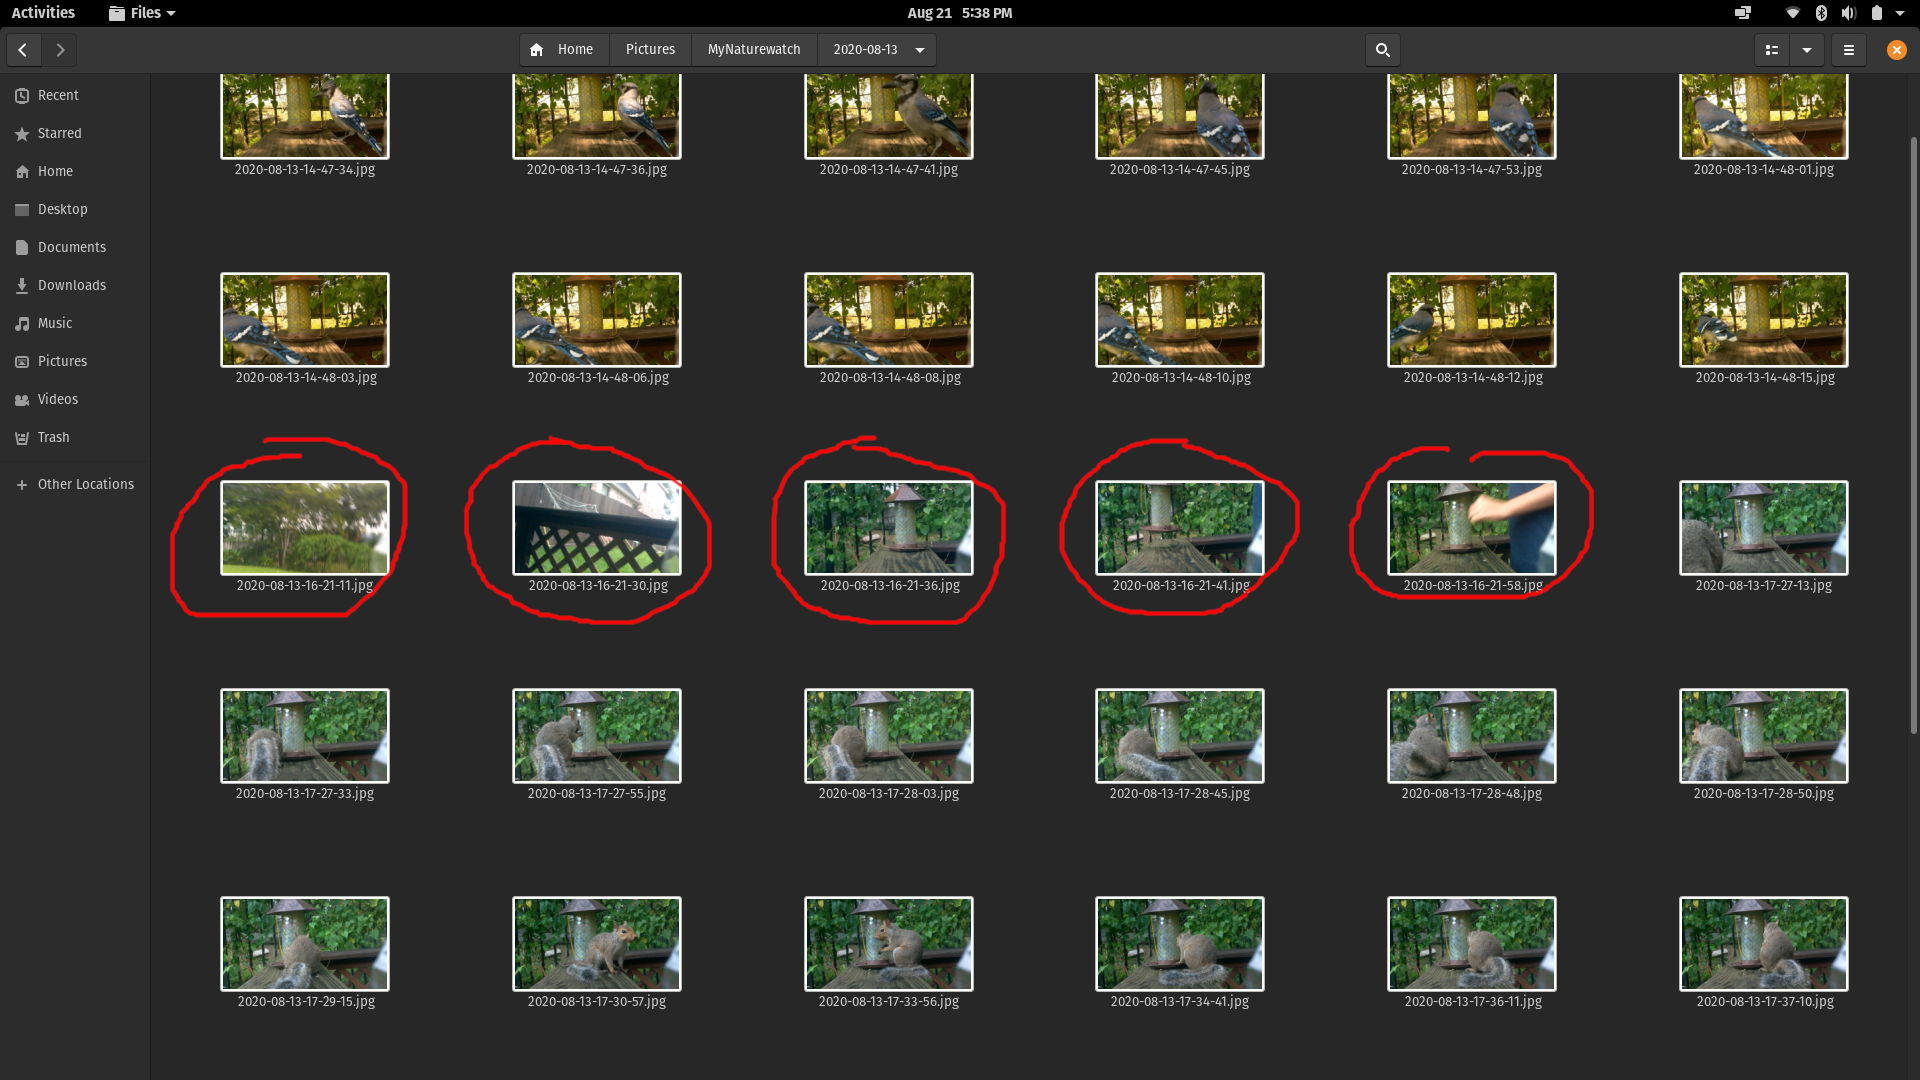 Activities Files Aug 21 5:38 PM
Home Pictures MyNaturewatch 2020-08-13
Recent
Starred
Home
Desktop
Documents
Downloads
Music
Pictures
Videos
Trash
Other Locations
2020-08-13-14-47-34.jpg 2020-08-13-14-47-36.jpg 2020-08-13-14-47-41.jpg 2020-08-13-14-47-45.jpg 2020-08-13-14-47-53.jpg 2020-08-13-14-48-01.jpg
2020-08-13-14-48-03.jpg 2020-08-13-14-48-06.jpg 2020-08-13-14-48-08.jpg 2020-08-13-14-48-10.jpg 2020-08-13-14-48-12.jpg 2020-08-13-14-48-15.jpg
2020-08-13-16-21-11.jpg 2020-08-13-16-21-30.jpg 2020-08-13-16-21-36.jpg 2020-08-13-16-21-41.jpg 2020-08-13-16-21-58.jpg 2020-08-13-17-27-13.jpg
2020-08-13-17-27-33.jpg 2020-08-13-17-27-55.jpg 2020-08-13-17-28-03.jpg 2020-08-13-17-28-45.jpg 2020-08-13-17-28-48.jpg 2020-08-13-17-28-50.jpg
2020-08-13-17-29-15.jpg 2020-08-13-17-30-57.jpg 2020-08-13-17-33-56.jpg 2020-08-13-17-34-41.jpg 2020-08-13-17-36-11.jpg 2020-08-13-17-37-10.jpg